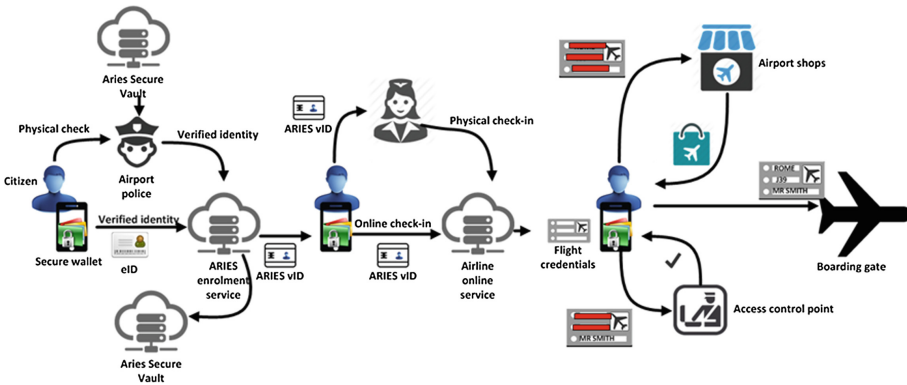 Aries Secure
Vault
Physical check
Verified identity
Citizen
Airport
police
Verified identity
Secure wallet
eID
ARIES
enrolment
service
ARIES vID
Aries Secure
Vault
ARIES vID
Physical check-in
Online check-in
ARIES vID
Airline
online
service
Flight
credentials
Airport shops
ROME
J39
MR SMITH
Boarding gate
Access control point
MR SMITH